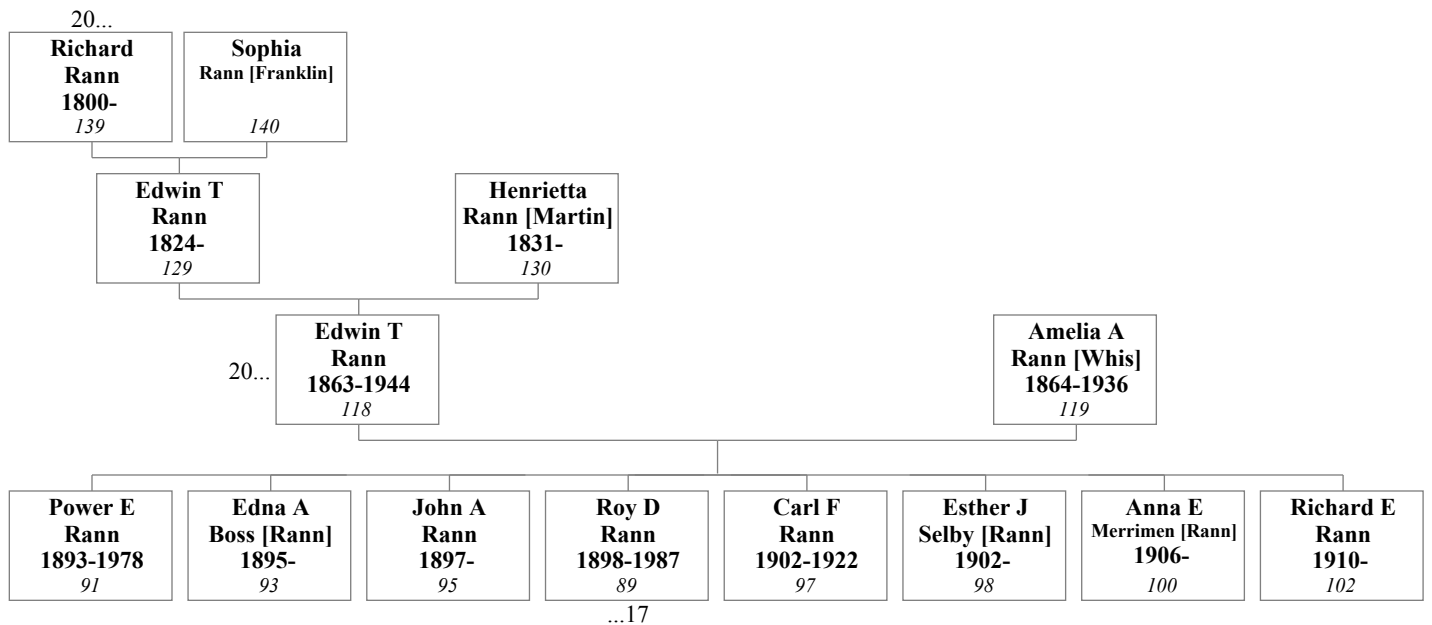 20...
Richard
Rann
1800-
139
Sophia
Rann [Franklin]
140
Edwin T
Rann
1824-
129
Henrietta
Rann [Martin]
1831-
130
20...
Edwin T
Rann
1863-1944
118
Amelia A
Rann [Whis]
1864-1936
119
Power E
Rann
1893-1978
91
Edna A
Boss [Rann]
1895-
93
John A
Rann
1897-
95
Roy D
Rann
1898-1987
89
Carl F
Rann
1902-1922
97
Esther J
Selby [Rann]
1902-
98
Anna E
Merrimen [Rann]
1906-
100
Richard E
Rann
1910-
102
...17